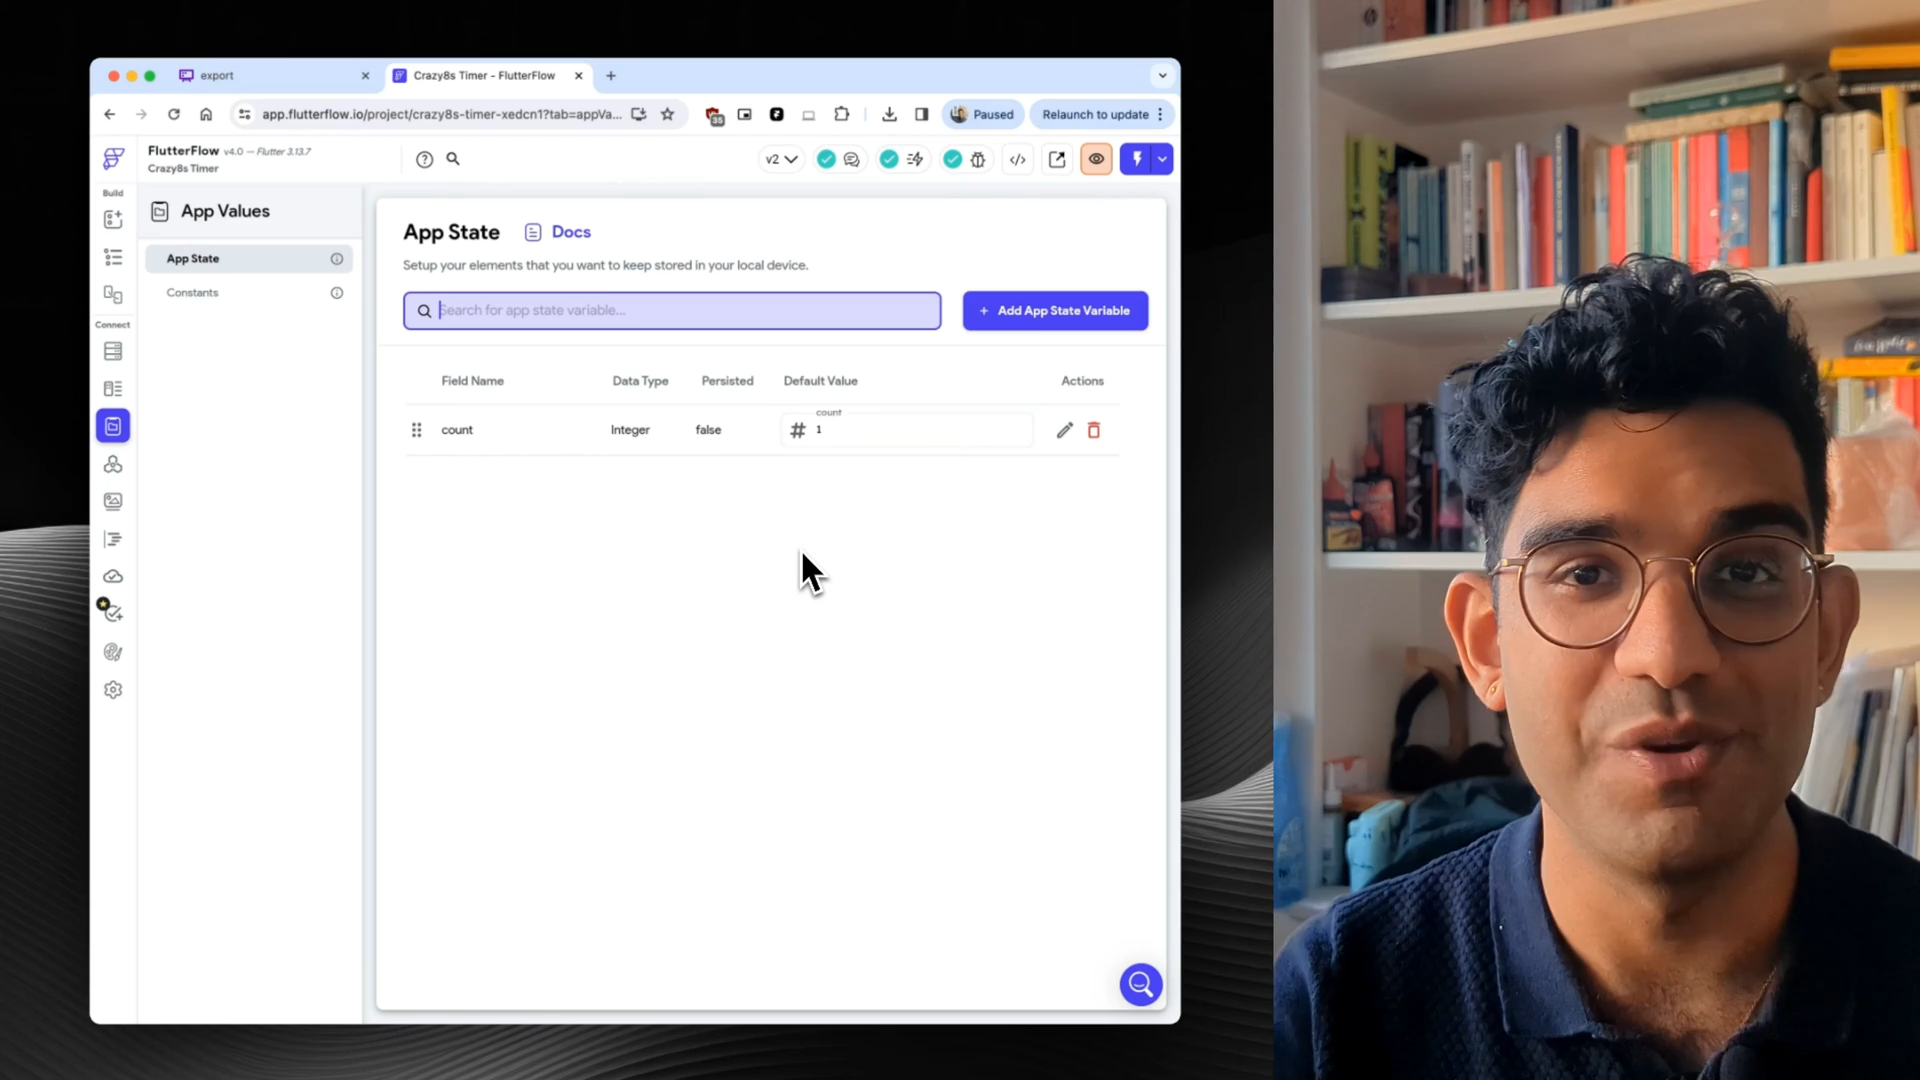 export
Crazy8s Timer - FlutterFlow
app.flutterflow.io/project/crazy8s-timer-xedcn1?tab=appVa...
35
Paused
Relaunch to update
FlutterFlow v4.0 — Flutter 3.13.7
Crazy8s Timer
v2
Build
App Values
App State
Constants
Connect
App State
Docs
Setup your elements that you want to keep stored in your local device.
Search for app state variable...
+ Add App State Variable
Field Name Data Type Persisted Default Value Actions
count Integer false count # 1